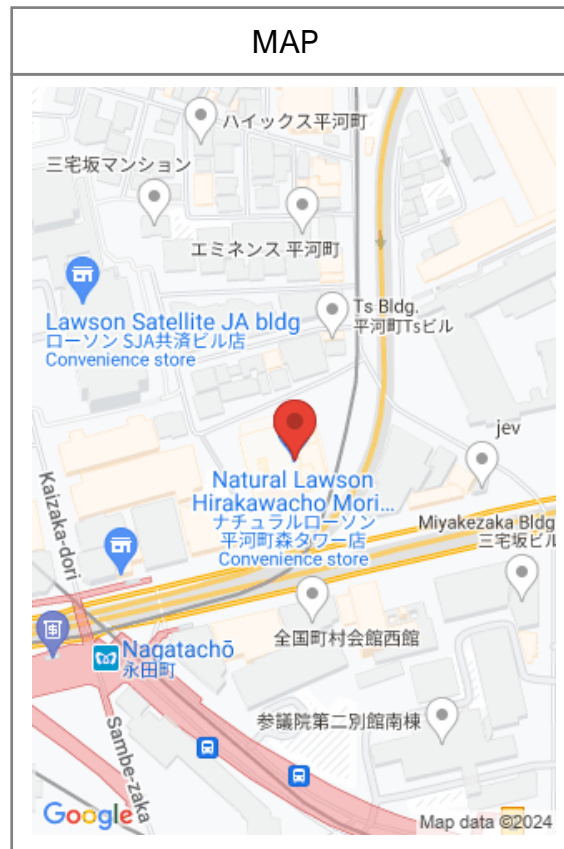 MAP
ハイックス平河町
三宅坂マンション
エミネンス 平河町
Ts Bldg.
平河町Tsビル
Lawson Satellite JA bldg
ローソン SJA共済ビル店
Convenience store
jev
Natural Lawson
Hirakawacho Mori...
ナチュラルローソン
平河町森タワー店
Convenience store
Kaizaka-dori
Miyakezaka Bldg
三宅坂ビル
全国町村会館西館
Nagatachō
永田町
参議院第二別館南棟
Sambe-zaka
Google
Map data ©2024